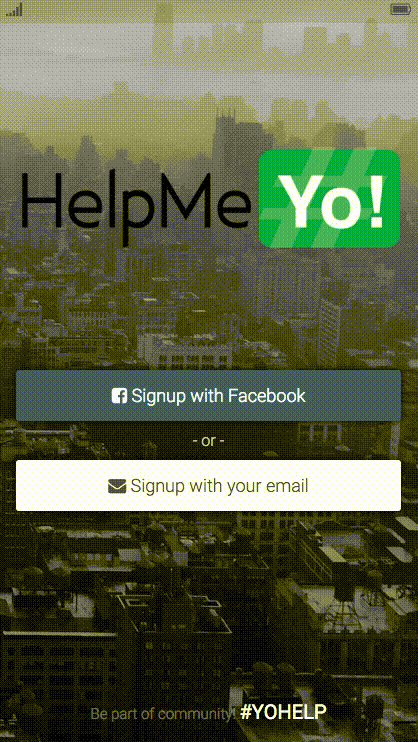 HelpMe Yo!
Signup with Facebook
- or -
Signup with your email
Be part of community! #YOHELP